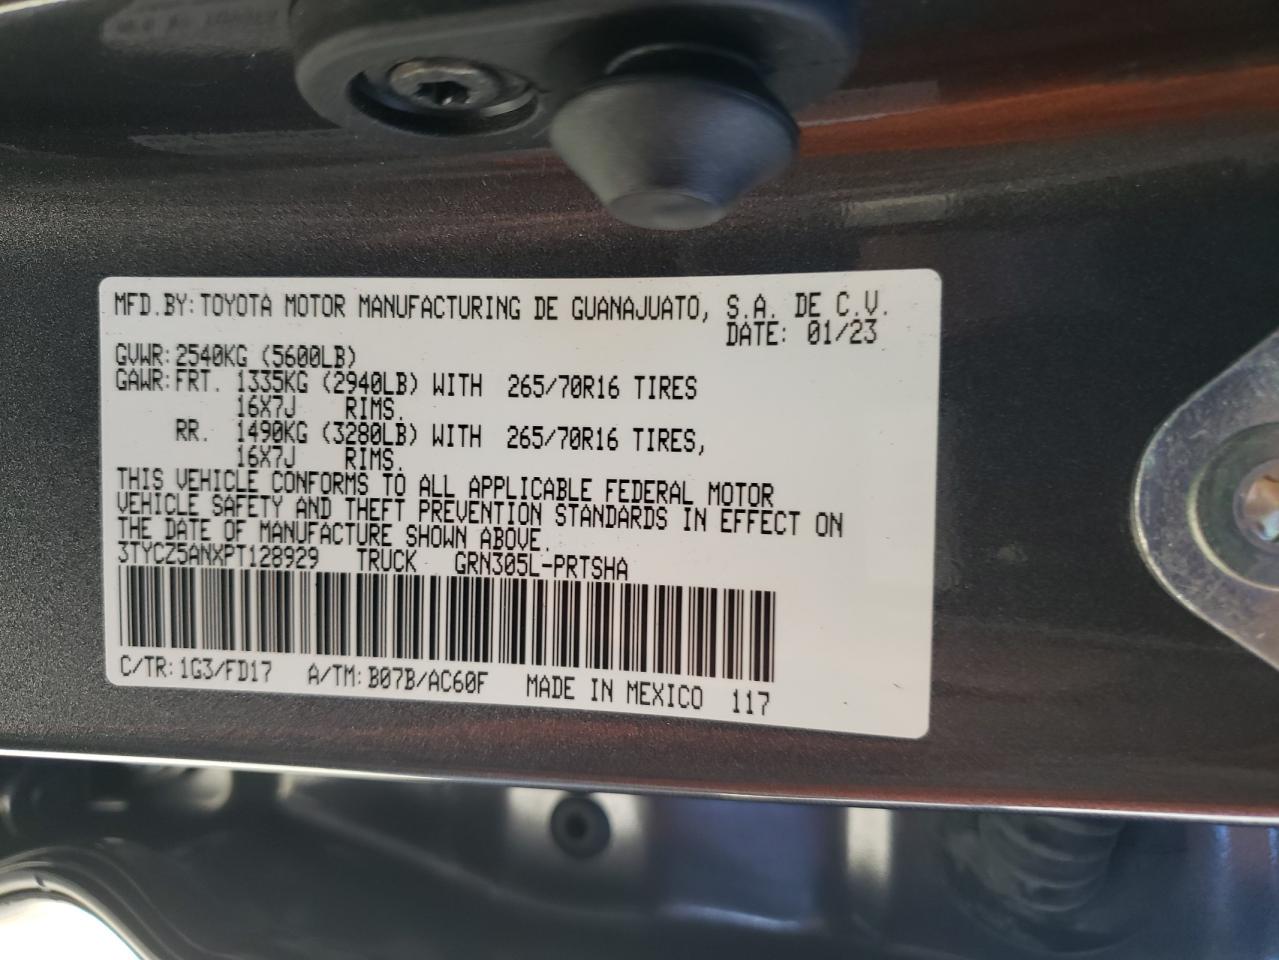 MFD.BY: TOYOTA MOTOR MANUFACTURING DE GUANAJUATO, S.A. DE C.V.
DATE: 01/23
GVWR: 2540KG (5600LB)
GAWR: FRT. 1335KG (2940LB) WITH 265/70R16 TIRES
16X7J RIMS.
RR. 1490KG (3280LB) WITH 265/70R16 TIRES,
16X7J RIMS.
THIS VEHICLE CONFORMS TO ALL APPLICABLE FEDERAL MOTOR
VEHICLE SAFETY AND THEFT PREVENTION STANDARDS IN EFFECT ON
THE DATE OF MANUFACTURE SHOWN ABOVE.
3TYCZ5ANXPT128929 TRUCK GRN305L-PRTSHA
C/TR: 1G3/FD17 A/TM: B07B/AC60F MADE IN MEXICO 117